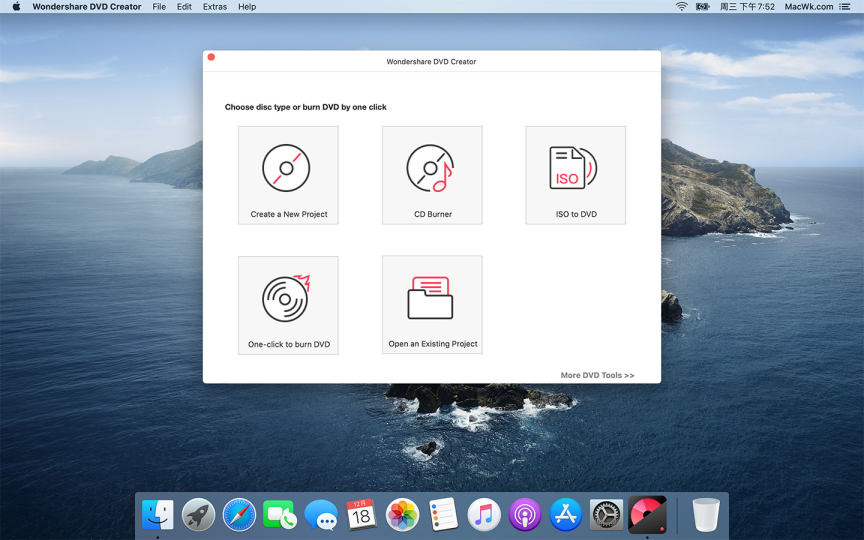 Wondershare DVD Creator File Edit Extras Help 周三 下午7:52 MacWk.com
Wondershare DVD Creator
Choose disc type or burn DVD by one click
ISO
Create a New Project CD Burner ISO to DVD
One-click to burn DVD Open an Existing Project
More DVD Tools >>
12月
18